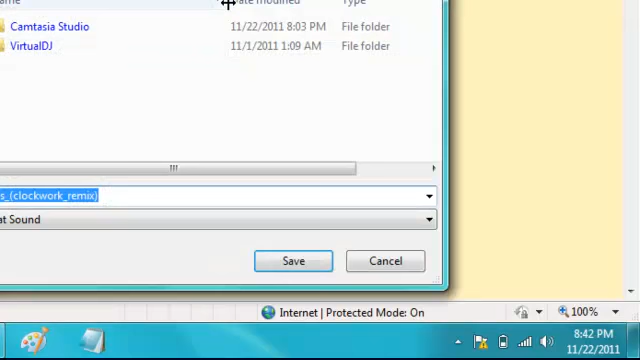 Name
Date modified
Type
Camtasia Studio
11/22/2011 8:03 PM
File folder
VirtualDJ
11/1/2011 1:09 AM
File folder
s_(clockwork_remix)
at Sound
Save
Cancel
Internet | Protected Mode: On
100%
8:42 PM
11/22/2011